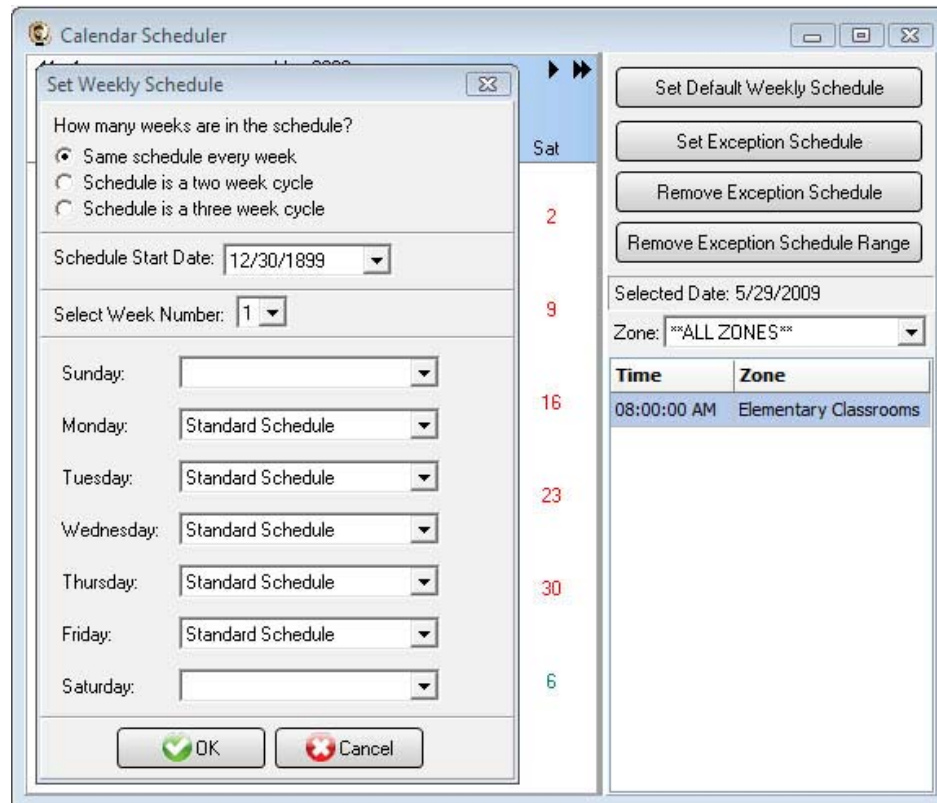 Calendar Scheduler
Set Weekly Schedule
How many weeks are in the schedule?
Same schedule every week
Schedule is a two week cycle
Schedule is a three week cycle
Schedule Start Date: 12/30/1899
Select Week Number: 1
Sunday:
Monday: Standard Schedule
Tuesday: Standard Schedule
Wednesday: Standard Schedule
Thursday: Standard Schedule
Friday: Standard Schedule
Saturday:
OK Cancel
Sat
2
9
16
23
30
6
Set Default Weekly Schedule
Set Exception Schedule
Remove Exception Schedule
Remove Exception Schedule Range
Selected Date: 5/29/2009
Zone: **ALL ZONES**
Time Zone
08:00:00 AM Elementary Classrooms